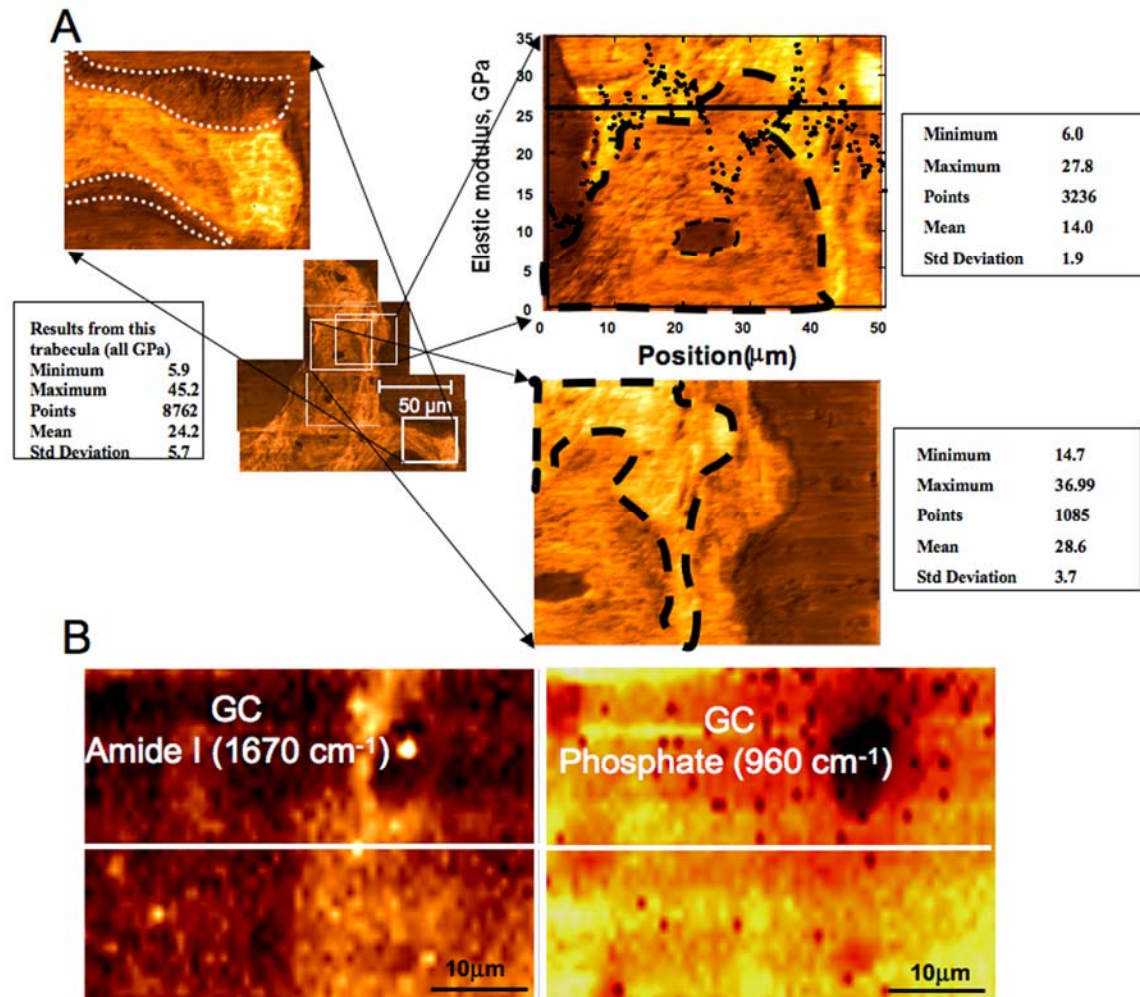 A
Elastic modulus, GPa
35
30
25
20
15
10
5
0
0 10 20 30 40 50
Position(μm)
Minimum 6.0
Maximum 27.8
Points 3236
Mean 14.0
Std Deviation 1.9
Results from this
trabecula (all GPa)
Minimum 5.9
Maximum 45.2
Points 8762
Mean 24.2
Std Deviation 5.7
50 μm
Minimum 14.7
Maximum 36.99
Points 1085
Mean 28.6
Std Deviation 3.7
B
GC
Amide I (1670 cm⁻¹)
10μm
GC
Phosphate (960 cm⁻¹)
10μm